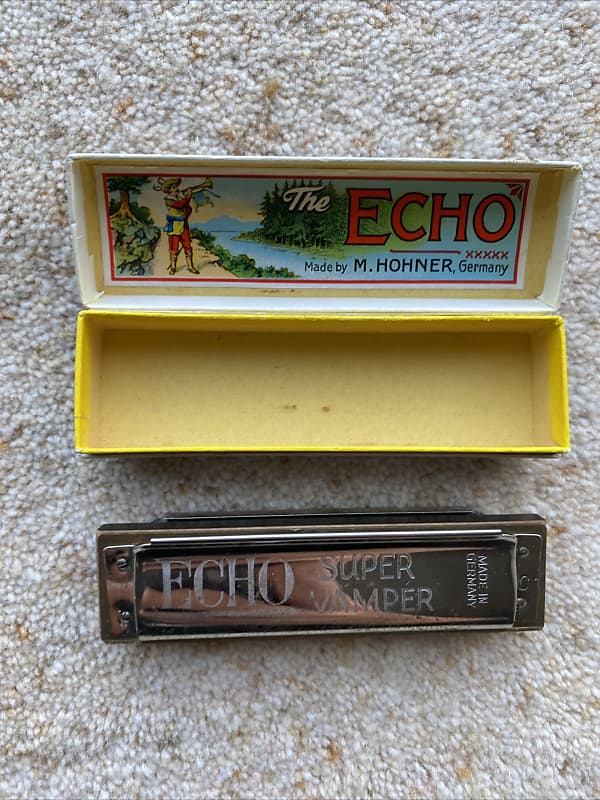 The ECHO
xxxxx
Made by M. HOHNER, Germany
ECHO SUPER
VAMPER
MADE IN
GERMANY